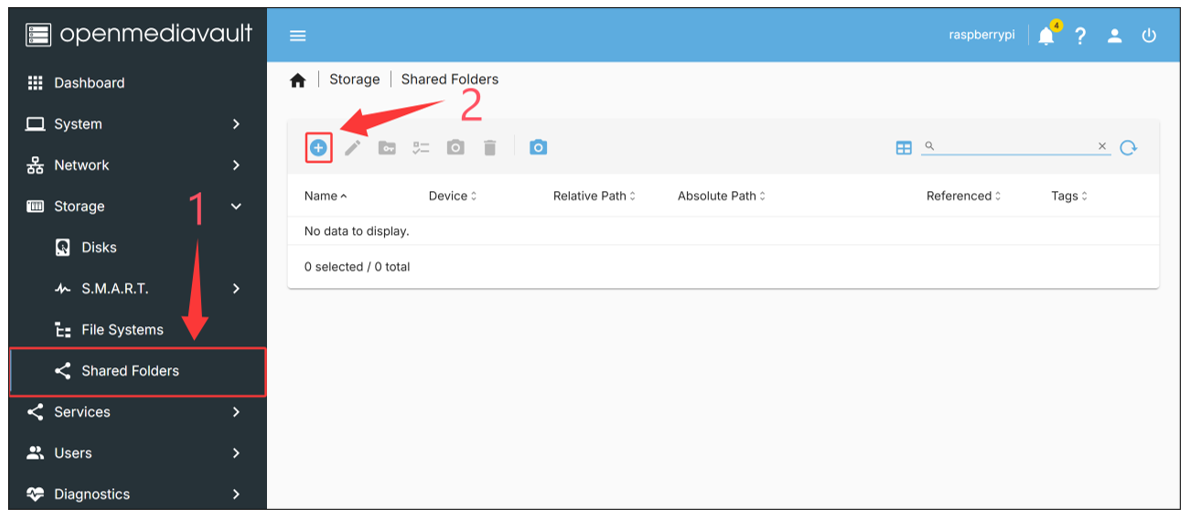 openmediavault
raspberrypi
4
?
Dashboard
System
Network
Storage
Disks
S.M.A.R.T.
File Systems
Shared Folders
Services
Users
Diagnostics
1
Storage | Shared Folders
2
Name Device Relative Path Absolute Path Referenced Tags
No data to display.
0 selected / 0 total